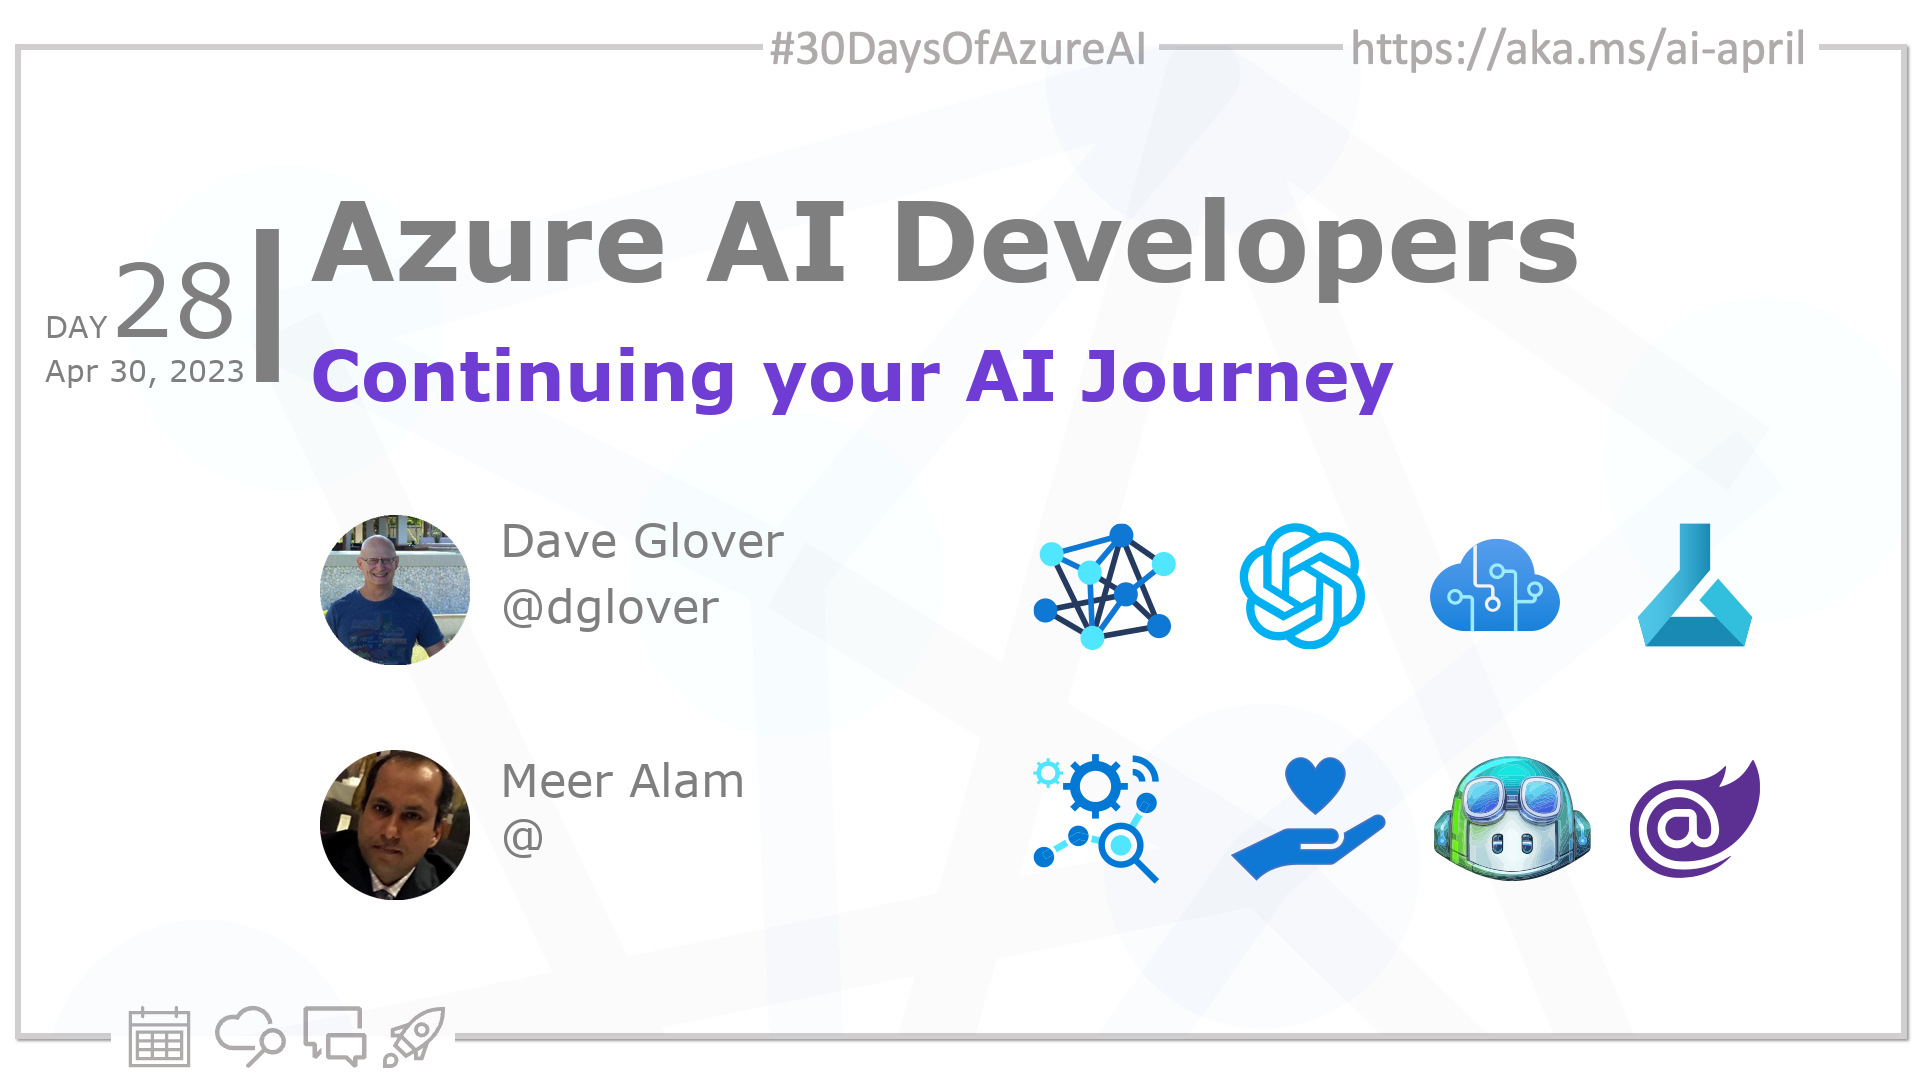 #30DaysOfAzureAI
https://aka.ms/ai-april
Azure AI Developers
DAY 28
Apr 30, 2023
Continuing your AI Journey
Dave Glover
@dglover
Meer Alam
@